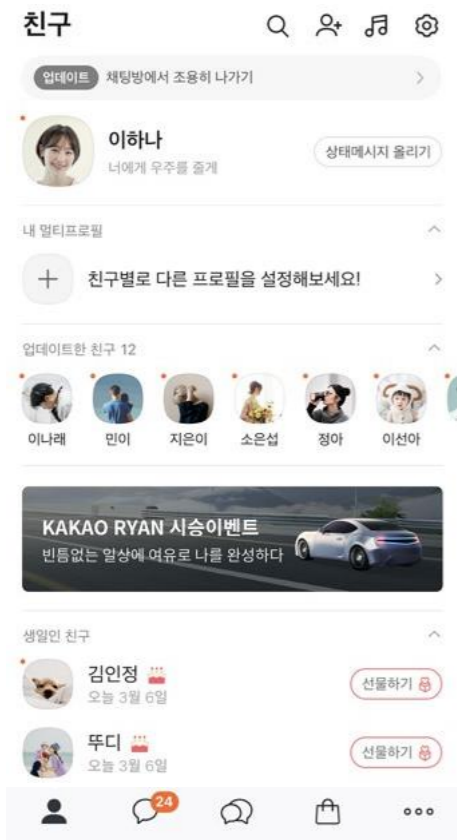 친구
업데이트 채팅방에서 조용히 나가기
이하나
너에게 우주를 줄게
상태메시지 올리기
내 멀티프로필
친구별로 다른 프로필을 설정해보세요!
업데이트한 친구 12
이나래 민이 지은이 소은섭 정아 이선아
KAKAO RYAN 시승이벤트
빈틈없는 일상에 여유로 나를 완성하다
생일인 친구
김인정
오늘 3월 6일
선물하기
뚜디
오늘 3월 6일
선물하기
24